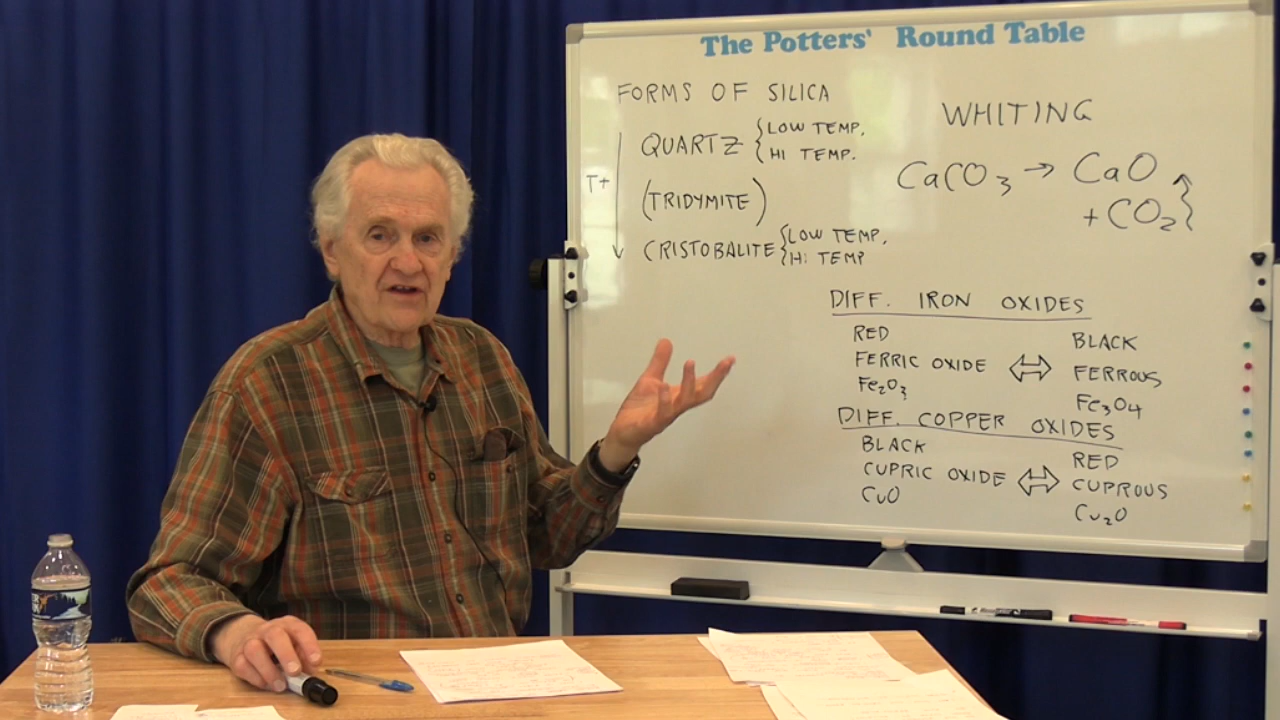 The Potters' Round Table
FORMS OF SILICA
T+
QUARTZ { LOW TEMP.
HI TEMP.
(TRIDYMITE)
CRISTOBALITE { LOW TEMP.
HI TEMP
WHITING
CaCO3 → CaO
+ CO2
DIFF. IRON OXIDES
RED
FERRIC OXIDE ⇔
Fe2O3
BLACK
FERROUS
Fe3O4
DIFF. COPPER OXIDES
BLACK
CUPRIC OXIDE ⇔
CuO
RED
CUPROUS
Cu2O